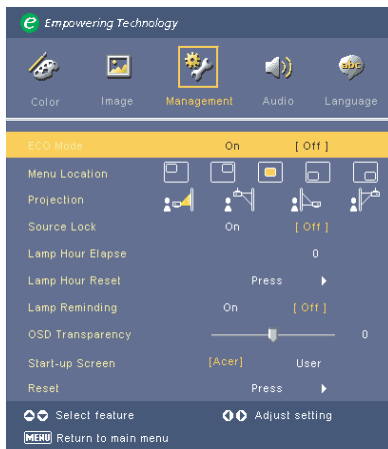 e Empowering Technology
Color Image Management Audio abc Language
ECO Mode On [ Off ]
Menu Location
Projection
Source Lock On [ Off ]
Lamp Hour Elapse 0
Lamp Hour Reset Press
Lamp Reminding On [ Off ]
OSD Transparency 0
Start-up Screen [Acer] User
Reset Press
Select feature Adjust setting
MENU Return to main menu